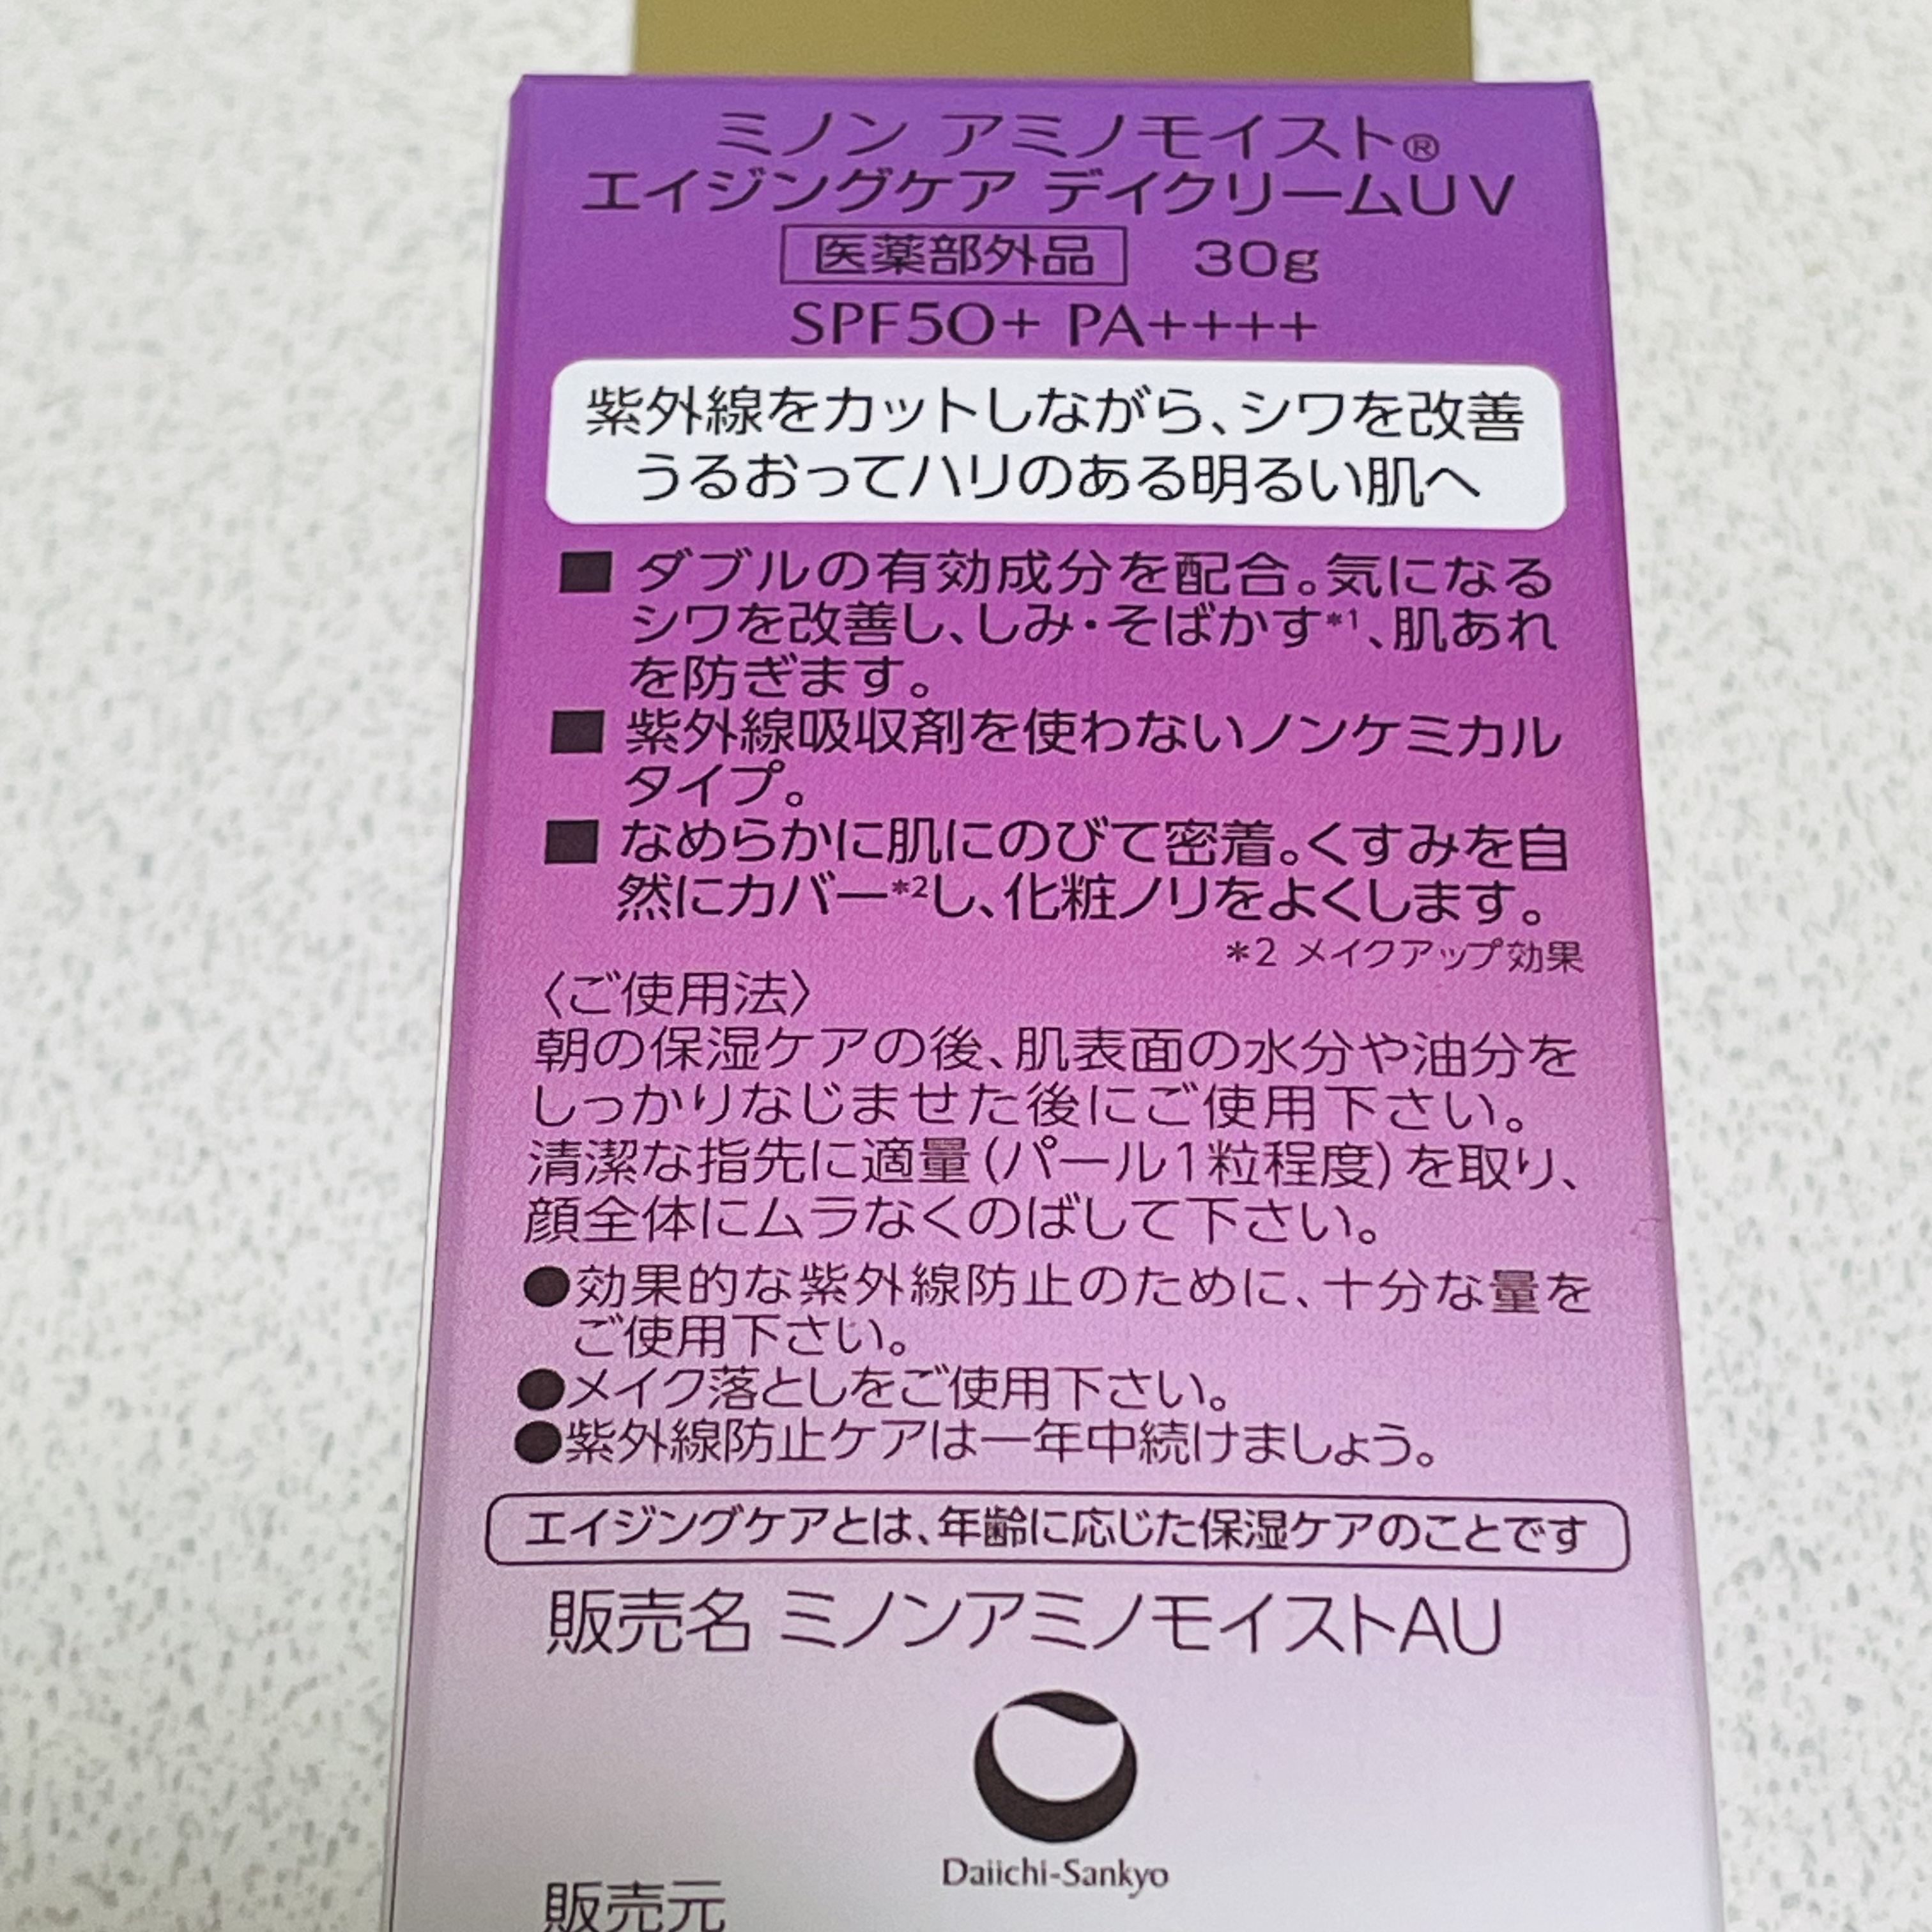 ミノン アミノモイスト®
エイジングケア デイクリームUV
医薬部外品 30g
SPF50+ PA++++
紫外線をカットしながら、シワを改善
うるおってハリのある明るい肌へ
■ ダブルの有効成分を配合。気になる
シワを改善し、しみ・そばかす*1、肌あれ
を防ぎます。
■ 紫外線吸収剤を使わないノンケミカル
タイプ。
■ なめらかに肌にのびて密着。くすみを自
然にカバー*2し、化粧ノリをよくします。
*2 メイクアップ効果
〈ご使用法〉
朝の保湿ケアの後、肌表面の水分や油分を
しっかりなじませた後にご使用下さい。
清潔な指先に適量(パール1粒程度)を取り、
顔全体にムラなくのばして下さい。
●効果的な紫外線防止のために、十分な量を
ご使用下さい。
●メイク落としをご使用下さい。
●紫外線防止ケアは一年中続けましょう。
エイジングケアとは、年齢に応じた保湿ケアのことです
販売名 ミノンアミノモイストAU
Daiichi-Sankyo
販売元